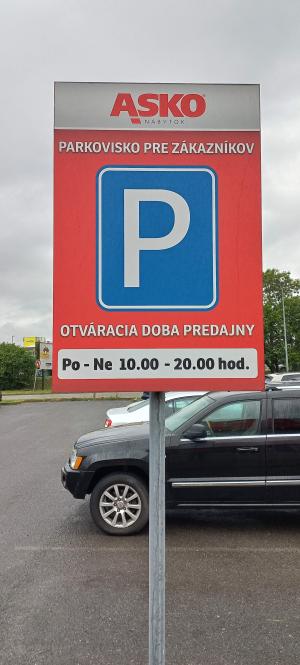 ASKO
NÁBYTOK
PARKOVISKO PRE ZÁKAZNÍKOV
P
OTVÁRACIA DOBA PREDAJNY
Po - Ne 10.00 - 20.00 hod.